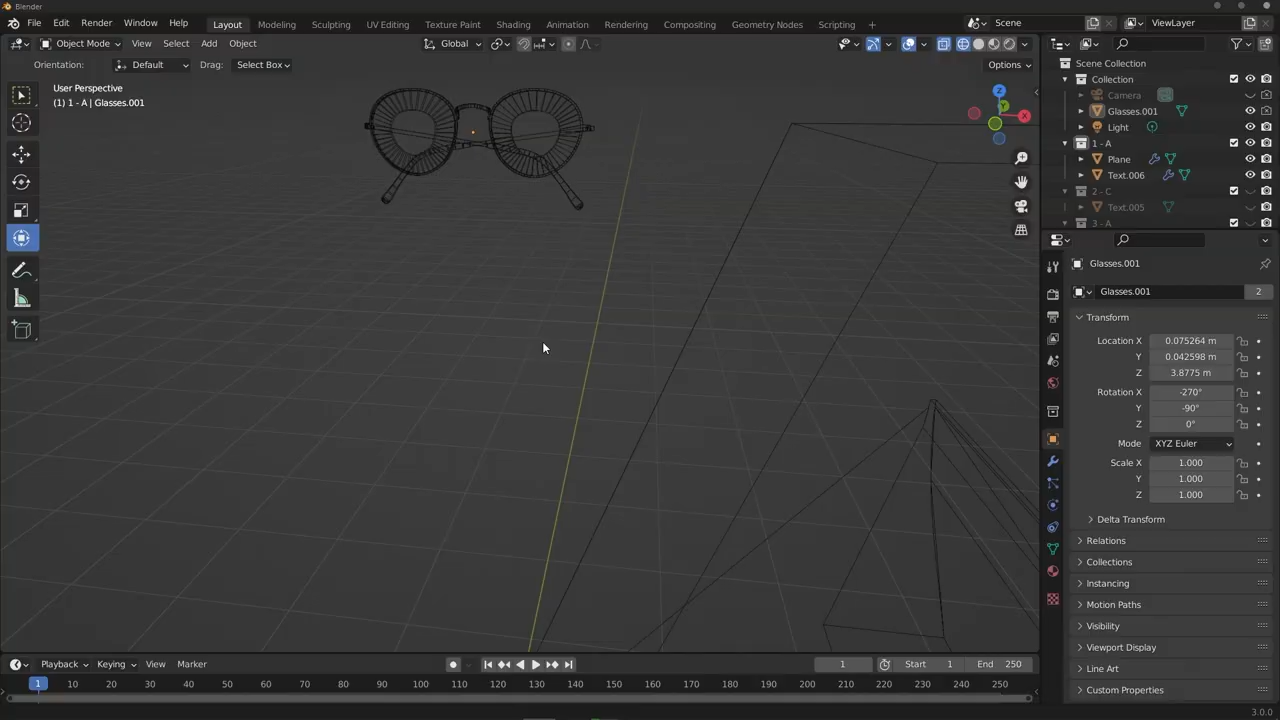 Blender
File Edit Render Window Help Layout Modeling Sculpting UV Editing Texture Paint Shading Animation Rendering Compositing Geometry Nodes Scripting + Scene ViewLayer
Object Mode View Select Add Object Global
Orientation: Default Drag: Select Box Options
User Perspective
(1) 1 - A | Glasses.001
Z
Y
X
Scene Collection
Collection
Camera
Glasses.001
Light
1 - A
Plane
Text.006
2 - C
Text.005
3 - A
Glasses.001
Glasses.001 2
Transform
Location X 0.075264 m
Y 0.042598 m
Z 3.8775 m
Rotation X -270°
Y -90°
Z 0°
Mode XYZ Euler
Scale X 1.000
Y 1.000
Z 1.000
Delta Transform
Relations
Collections
Instancing
Motion Paths
Visibility
Viewport Display
Line Art
Custom Properties
Playback Keying View Marker 1 Start 1 End 250
1 10 20 30 40 50 60 70 80 90 100 110 120 130 140 150 160 170 180 190 200 210 220 230 240 250
3.0.0